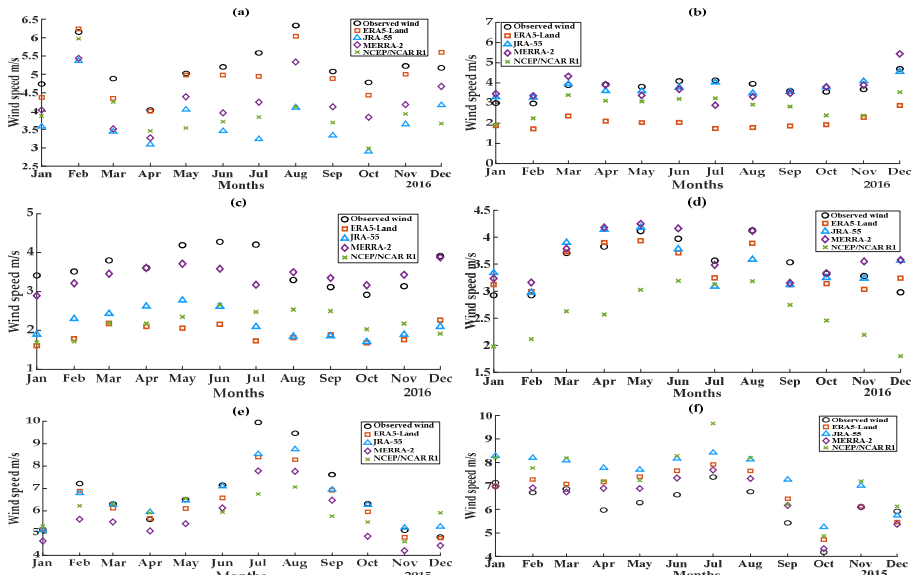 (a)
Wind speed m/s
6.5
6
5.5
5
4.5
4
3.5
3
2.5
Observed wind
ERA5-Land
JRA-55
MERRA-2
NCEP/NCAR R1
Jan Feb Mar Apr May Jun Jul Aug Sep Oct Nov Dec
Months 2016
(b)
Wind speed m/s
7
6
5
4
3
2
1
0
Observed wind
ERA5-Land
JRA-55
MERRA-2
NCEP/NCAR R1
Jan Feb Mar Apr May Jun Jul Aug Sep Oct Nov Dec
Months 2016
(c)
Wind speed m/s
5
4
3
2
1
Observed wind
ERA5-Land
JRA-55
MERRA-2
NCEP/NCAR R1
Jan Feb Mar Apr May Jun Jul Aug Sep Oct Nov Dec
Months 2016
(d)
Wind speed m/s
4.5
4
3.5
3
2.5
2
1.5
Observed wind
ERA5-Land
JRA-55
MERRA-2
NCEP/NCAR R1
Jan Feb Mar Apr May Jun Jul Aug Sep Oct Nov Dec
Months 2016
(e)
Wind speed m/s
10
9
8
7
6
5
4
Observed wind
ERA5-Land
JRA-55
MERRA-2
NCEP/NCAR R1
Jan Feb Mar Apr May Jun Jul Aug Sep Oct Nov Dec
Months 2015
(f)
Wind speed m/s
10
9
8
7
6
5
4
Observed wind
ERA5-Land
JRA-55
MERRA-2
NCEP/NCAR R1
Jan Feb Mar Apr May Jun Jul Aug Sep Oct Nov Dec
Months 2015